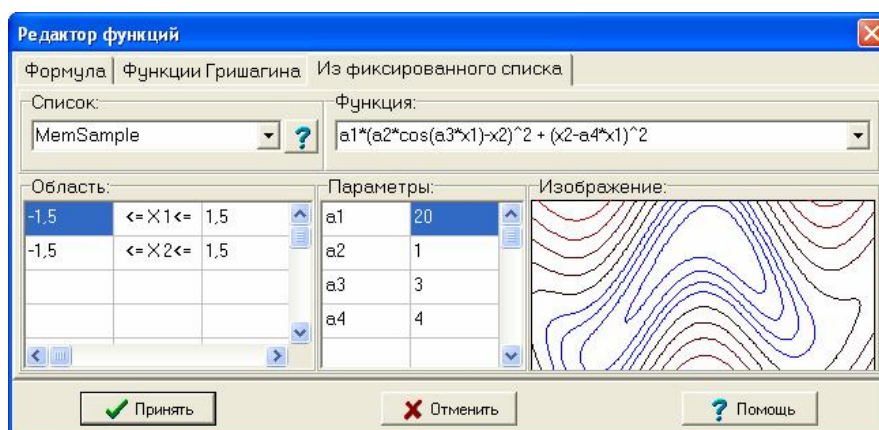 Редактор функций
Формула Функции Гришагина Из фиксированного списка
Список: Функция:
MemSample ? a1*(a2*cos(a3*x1)-x2)^2 + (x2-a4*x1)^2
Область: Параметры: Изображение:
-1,5 <= X1 <= 1,5 a1 20
-1,5 <= X2 <= 1,5 a2 1
a3 3
a4 4
Принять Отменить ? Помощь